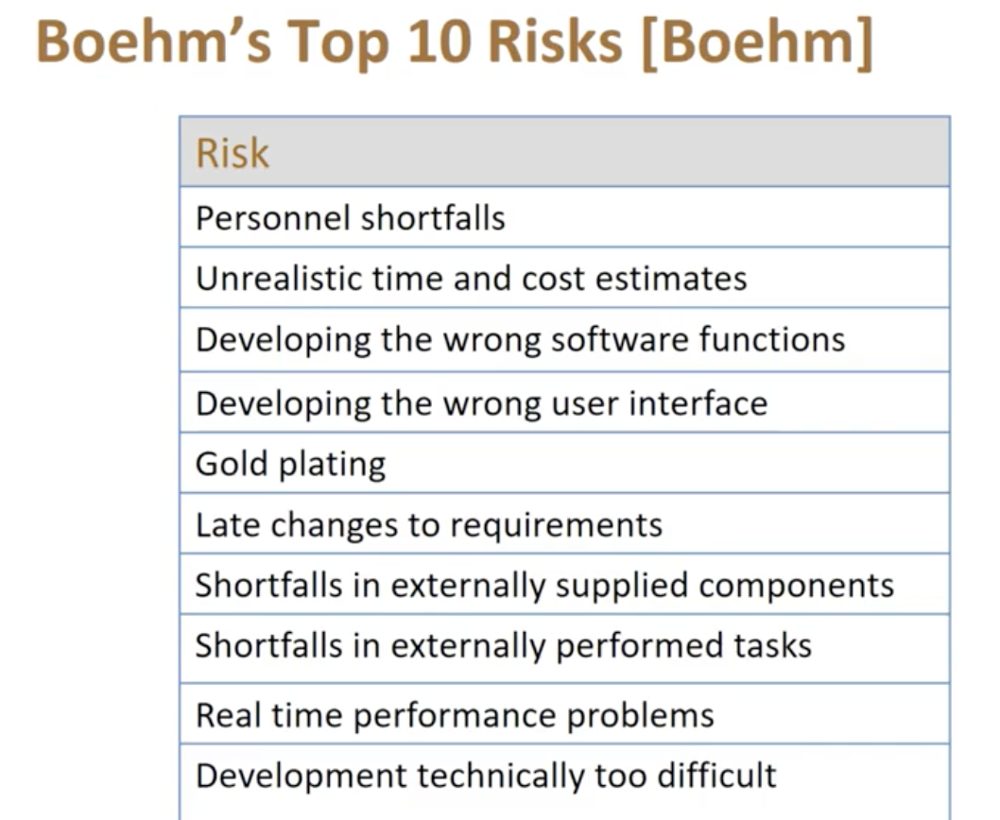 Boehm’s Top 10 Risks [Boehm]
Risk
Personnel shortfalls
Unrealistic time and cost estimates
Developing the wrong software functions
Developing the wrong user interface
Gold plating
Late changes to requirements
Shortfalls in externally supplied components
Shortfalls in externally performed tasks
Real time performance problems
Development technically too difficult